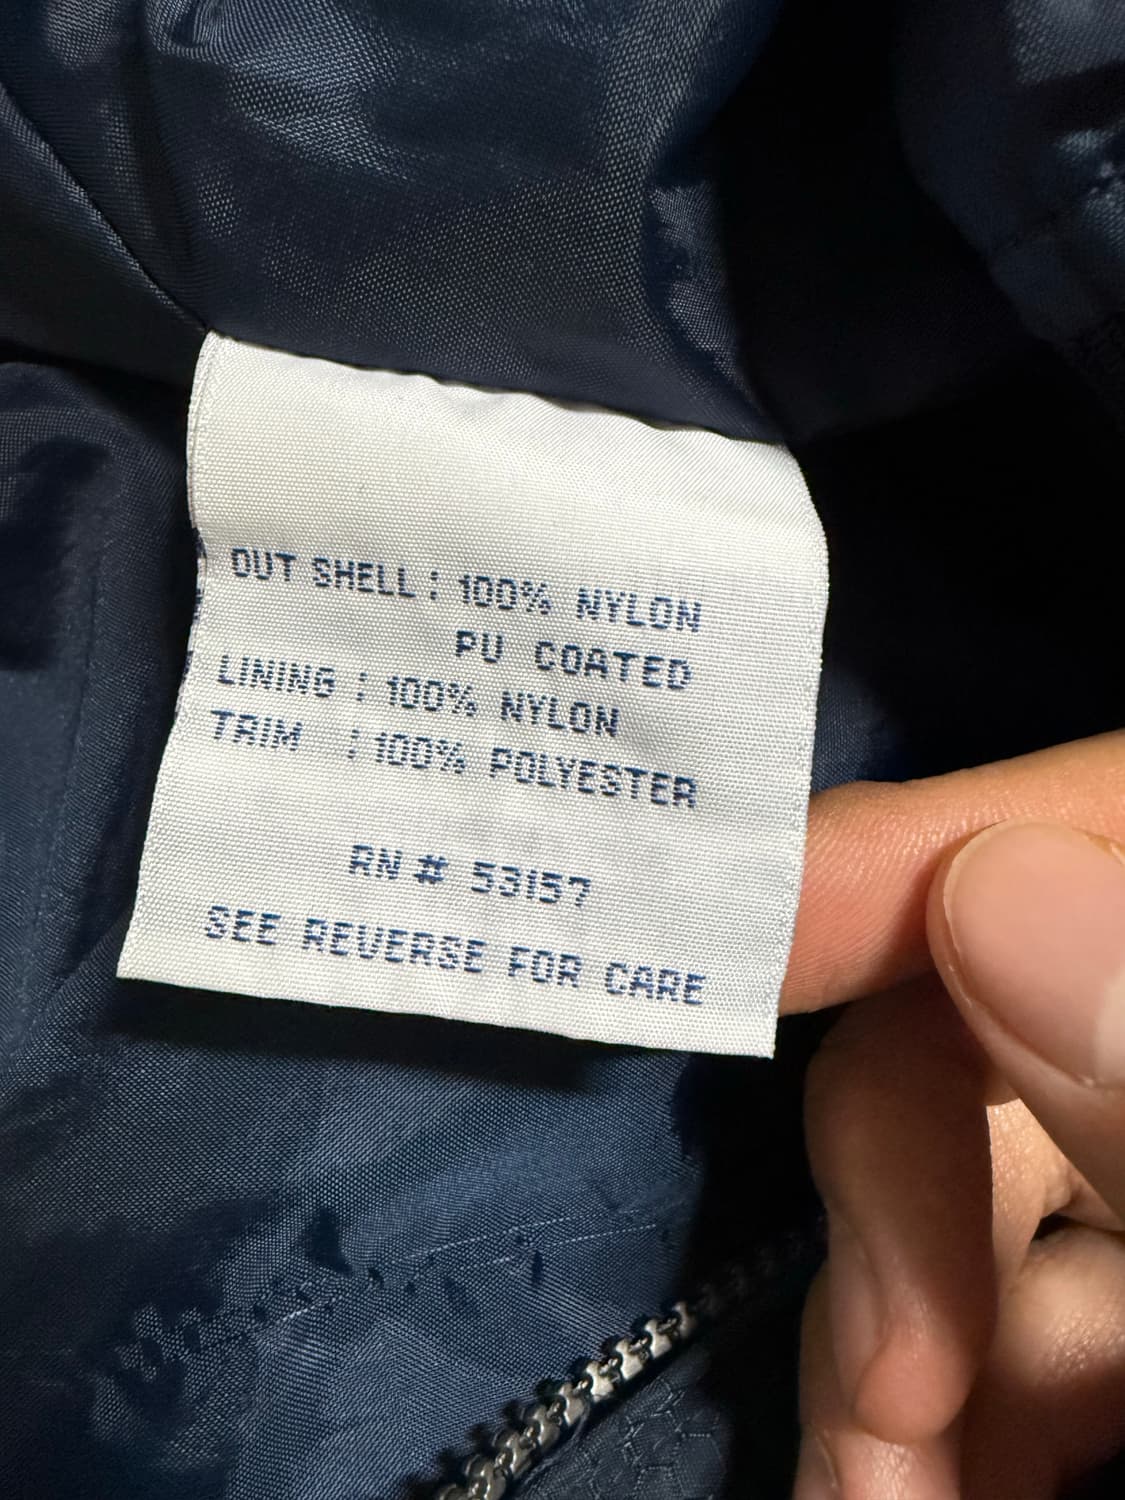 OUT SHELL : 100% NYLON
PU COATED
LINING : 100% NYLON
TRIM : 100% POLYESTER
RN # 53157
SEE REVERSE FOR CARE